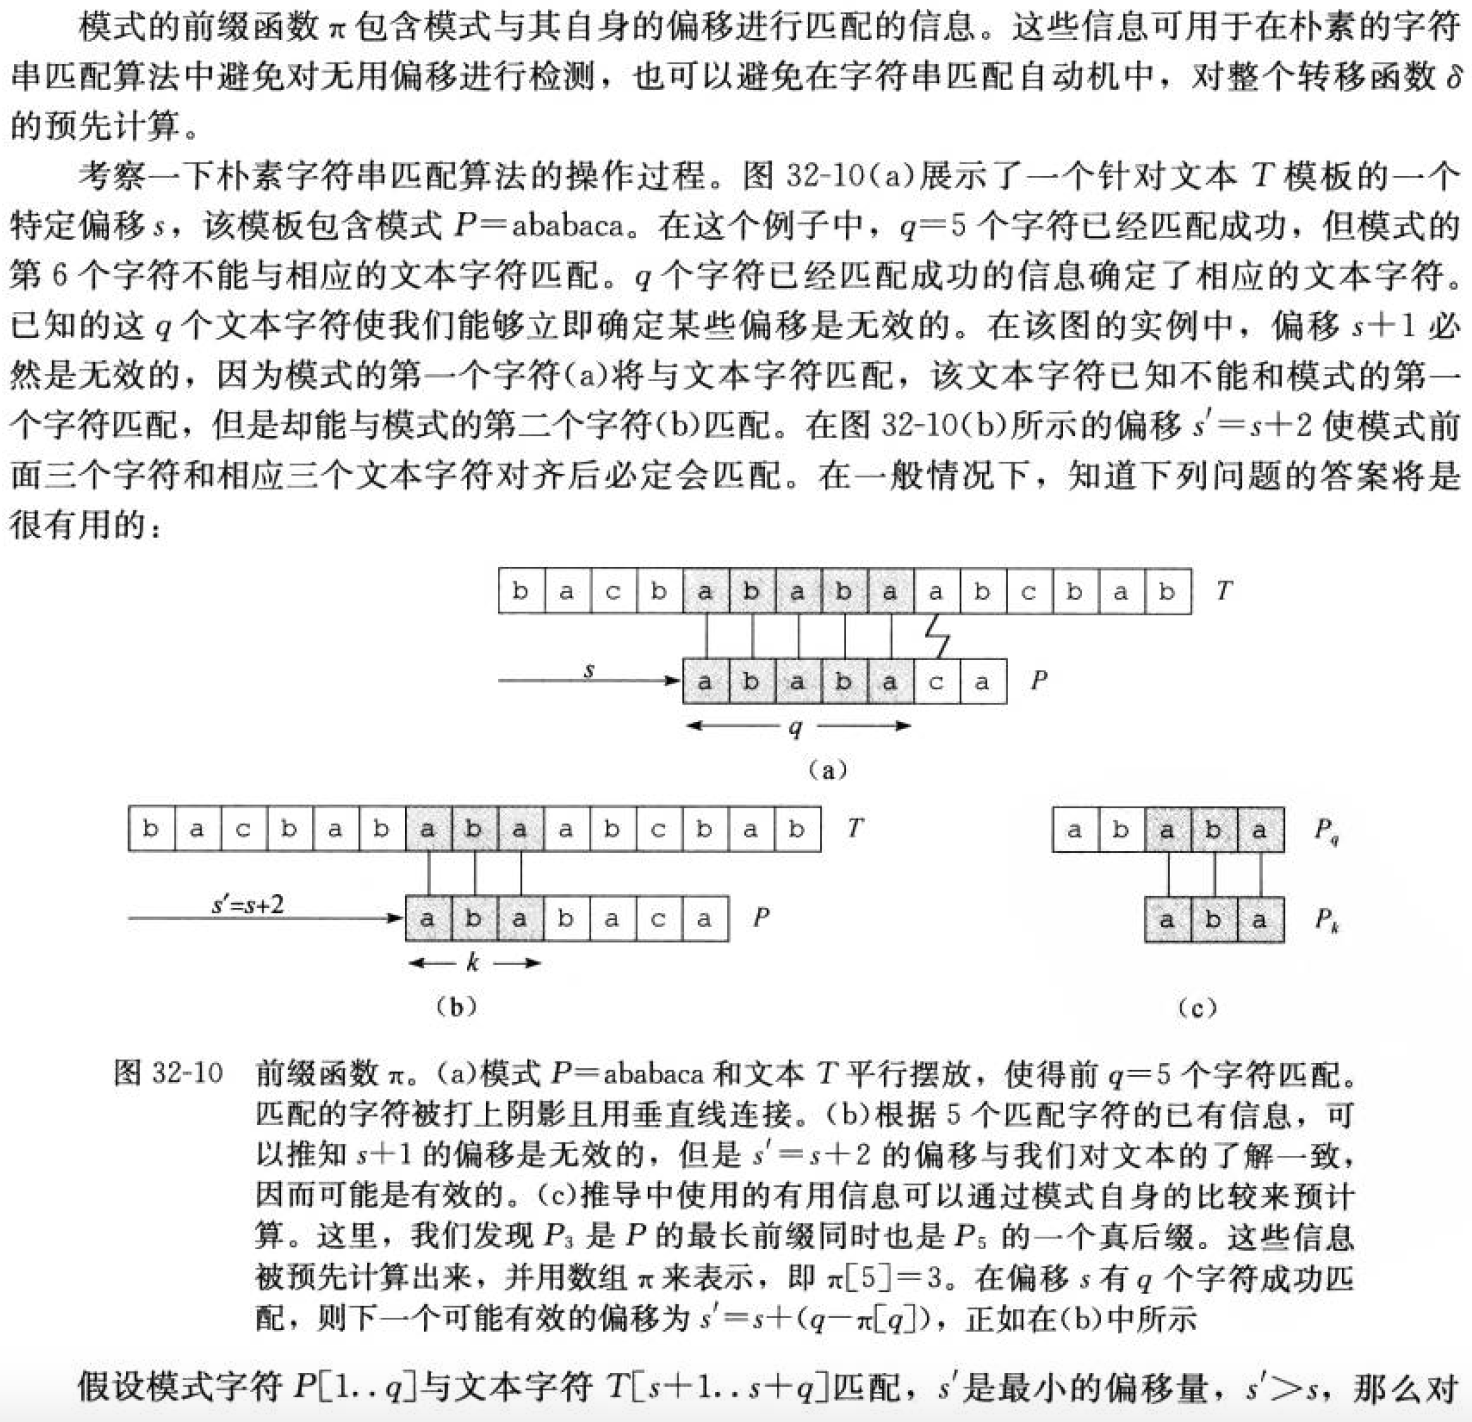 模式的前缀函数 π 包含模式与其自身的偏移进行匹配的信息。这些信息可用于在朴素的字符
串匹配算法中避免对无用偏移进行检测，也可以避免在字符串匹配自动机中，对整个转移函数 δ
的预先计算。
考察一下朴素字符串匹配算法的操作过程。图 32-10(a)展示了一个针对文本 T 模板的一个
特定偏移 s，该模板包含模式 P=ababaca。在这个例子中，q=5 个字符已经匹配成功，但模式的
第 6 个字符不能与相应的文本字符匹配。q 个字符已经匹配成功的信息确定了相应的文本字符。
已知的这 q 个文本字符使我们能够立即确定某些偏移是无效的。在该图的实例中，偏移 s+1 必
然是无效的，因为模式的第一个字符(a)将与文本字符匹配，该文本字符已知不能和模式的第一
个字符匹配，但是却能与模式的第二个字符(b)匹配。在图 32-10(b)所示的偏移 s′=s+2 使模式前
面三个字符和相应三个文本字符对齐后必定会匹配。在一般情况下，知道下列问题的答案将是
很有用的：
b a c b a b a b a a b c b a b T
s a b a b a c a P
q
(a)
b a c b a b a b a a b c b a b T
s′=s+2 a b a b a c a P
k
(b)
a b a b a Pq
a b a Pk
(c)
图 32-10 前缀函数 π。(a)模式 P=ababaca 和文本 T 平行摆放，使得前 q=5 个字符匹配。
匹配的字符被打上阴影且用垂直线连接。(b)根据 5 个匹配字符的已有信息，可
以推知 s+1 的偏移是无效的，但是 s′=s+2 的偏移与我们对文本的了解一致，
因而可能是有效的。(c)推导中使用的有用信息可以通过模式自身的比较来预计
算。这里，我们发现 P₃ 是 P 的最长前缀同时也是 P₅ 的一个真后缀。这些信息
被预先计算出来，并用数组 π 来表示，即 π[5]=3。在偏移 s 有 q 个字符成功匹
配，则下一个可能有效的偏移为 s′=s+(q−π[q])，正如在(b)中所示
假设模式字符 P[1..q]与文本字符 T[s+1..s+q]匹配，s′是最小的偏移量，s′>s，那么对